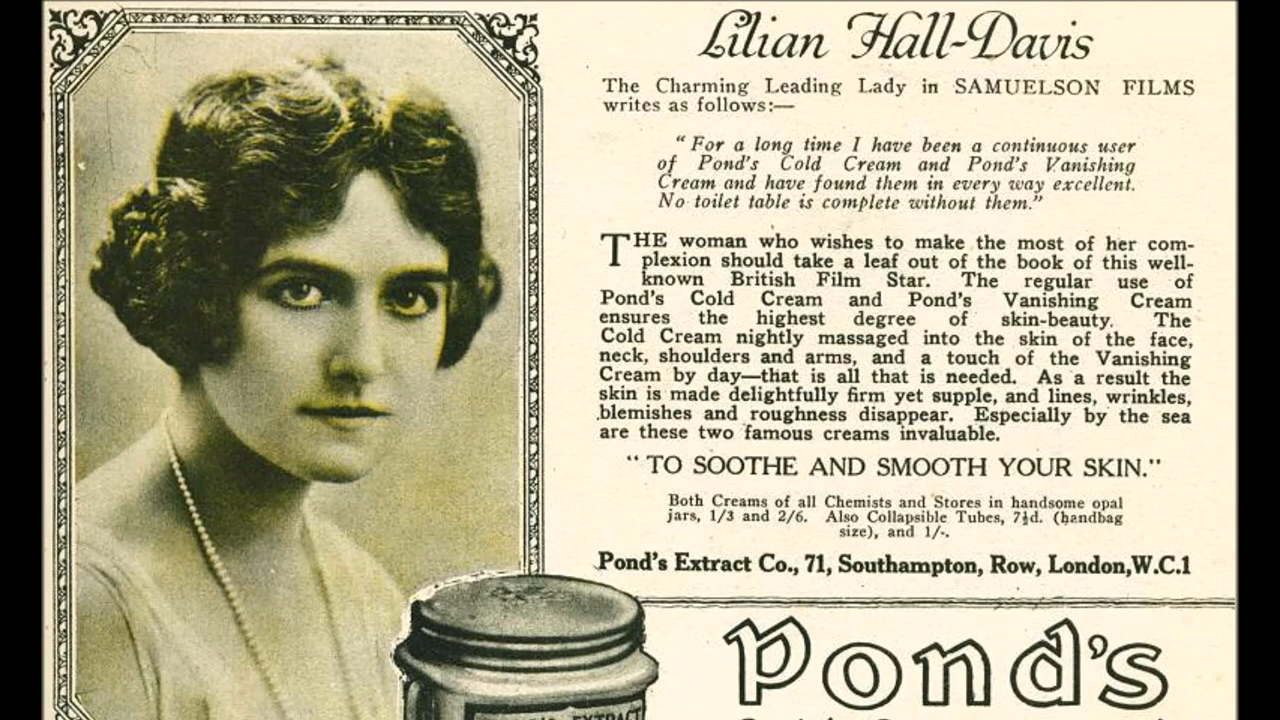 Lilian Hall-Davis
The Charming Leading Lady in SAMUELSON FILMS
writes as follows:—
"For a long time I have been a continuous user
of Pond's Cold Cream and Pond's Vanishing
Cream and have found them in every way excellent.
No toilet table is complete without them."
THE woman who wishes to make the most of her com-
plexion should take a leaf out of the book of this well-
known British Film Star. The regular use of
Pond's Cold Cream and Pond's Vanishing Cream
ensures the highest degree of skin-beauty. The
Cold Cream nightly massaged into the skin of the face,
neck, shoulders and arms, and a touch of the Vanishing
Cream by day—that is all that is needed. As a result the
skin is made delightfully firm yet supple, and lines, wrinkles,
blemishes and roughness disappear. Especially by the sea
are these two famous creams invaluable.
"TO SOOTHE AND SMOOTH YOUR SKIN."
Both Creams of all Chemists and Stores in handsome opal
jars, 1/3 and 2/6. Also Collapsible Tubes, 7½d. (handbag
size), and 1/-.
Pond's Extract Co., 71, Southampton, Row, London,W.C.1
Pond's
EXTRACT